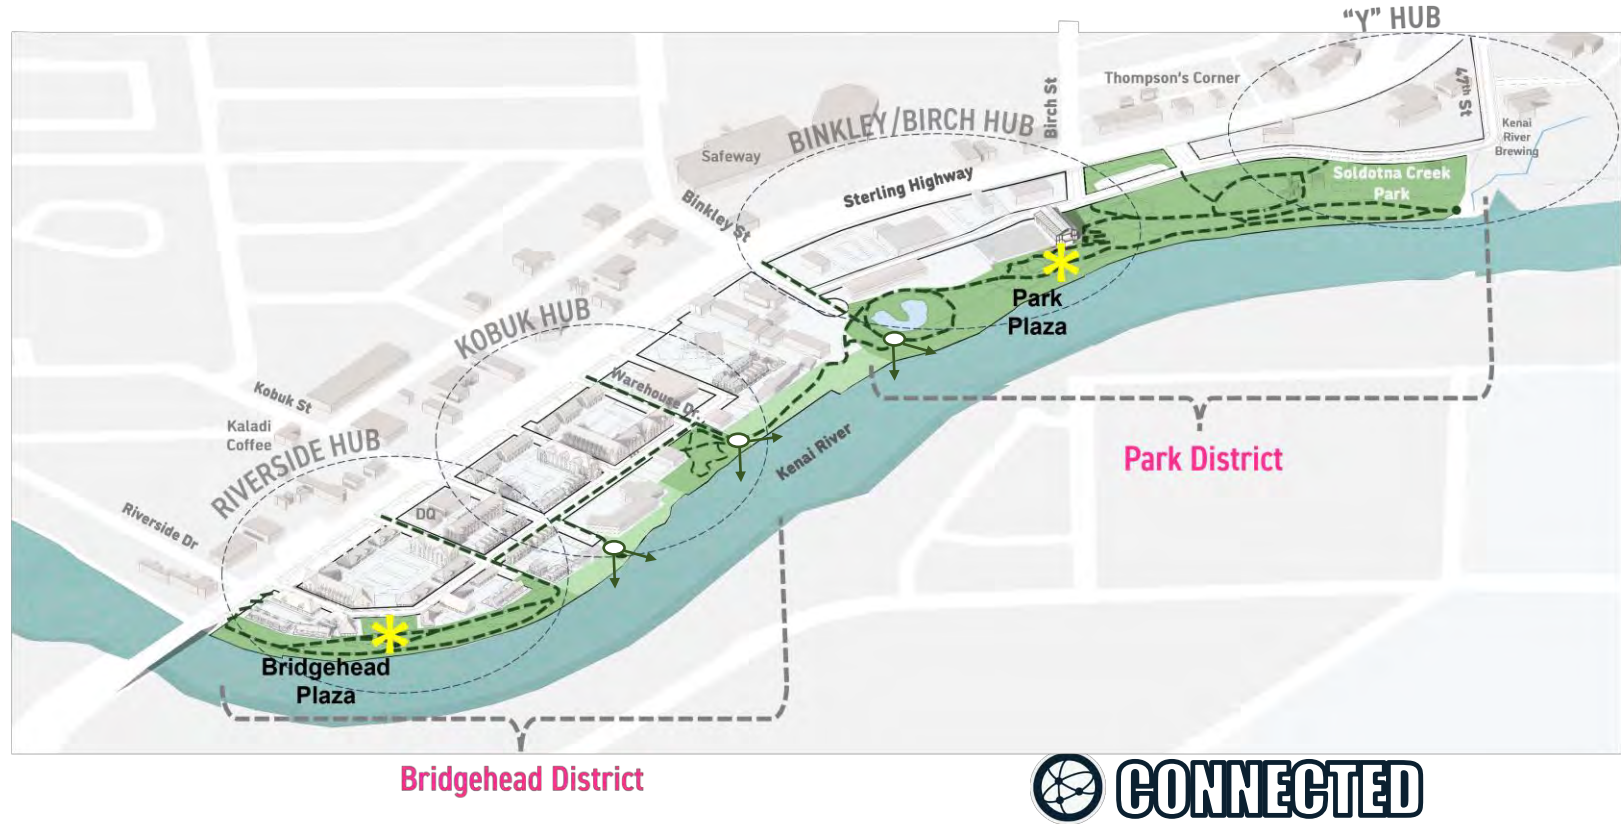 “Y” HUB
Thompson's Corner
47th St
Birch St
BINKLEY/BIRCH HUB
Kenai
River
Brewing
Safeway
Sterling Highway
Soldotna Creek
Park
Binkley St
Park
Plaza
KOBUK HUB
Warehouse Dr.
Kobuk St
Kaladi
Coffee
RIVERSIDE HUB
Kenai River
Park District
Riverside Dr
DQ
Bridgehead
Plaza
Bridgehead District
CONNECTED